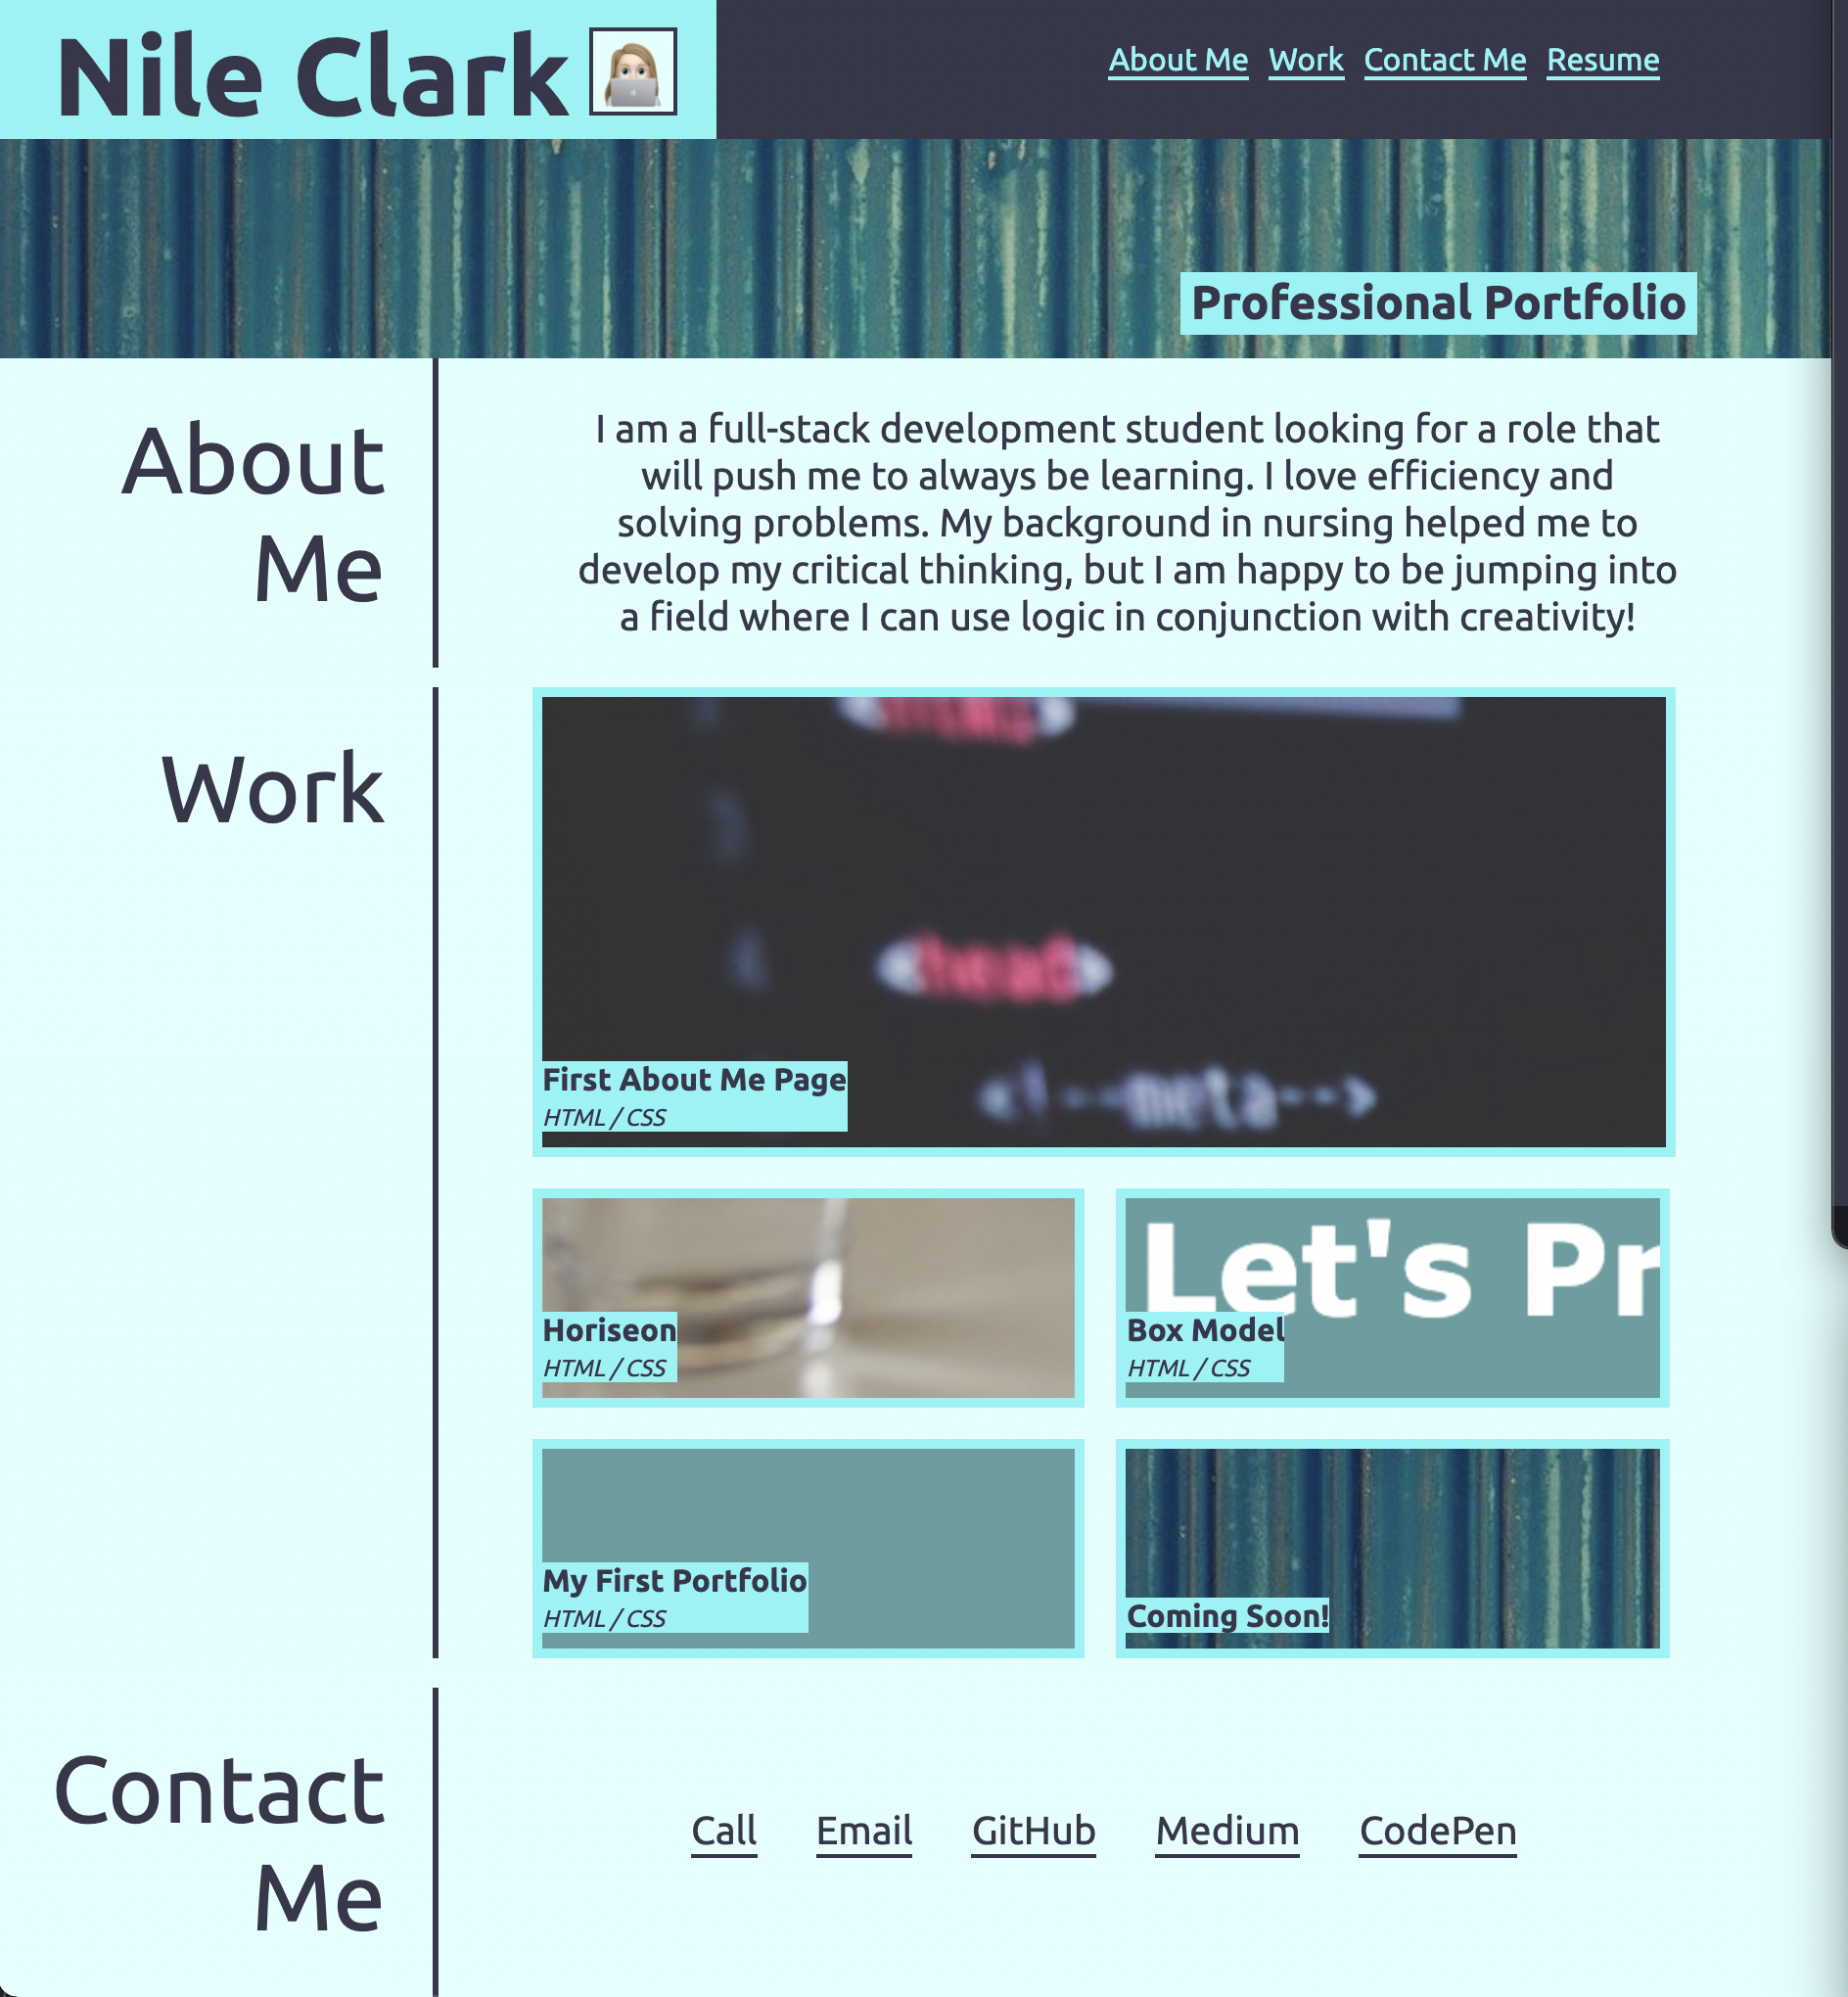 Nile Clark
About Me Work Contact Me Resume
Professional Portfolio
About
Me
I am a full-stack development student looking for a role that
will push me to always be learning. I love efficiency and
solving problems. My background in nursing helped me to
develop my critical thinking, but I am happy to be jumping into
a field where I can use logic in conjunction with creativity!
Work
<head>
<!--meta-->
First About Me Page
HTML / CSS
Horiseon
HTML / CSS
Let's Pr
Box Model
HTML / CSS
My First Portfolio
HTML / CSS
Coming Soon!
Contact
Me
Call Email GitHub Medium CodePen